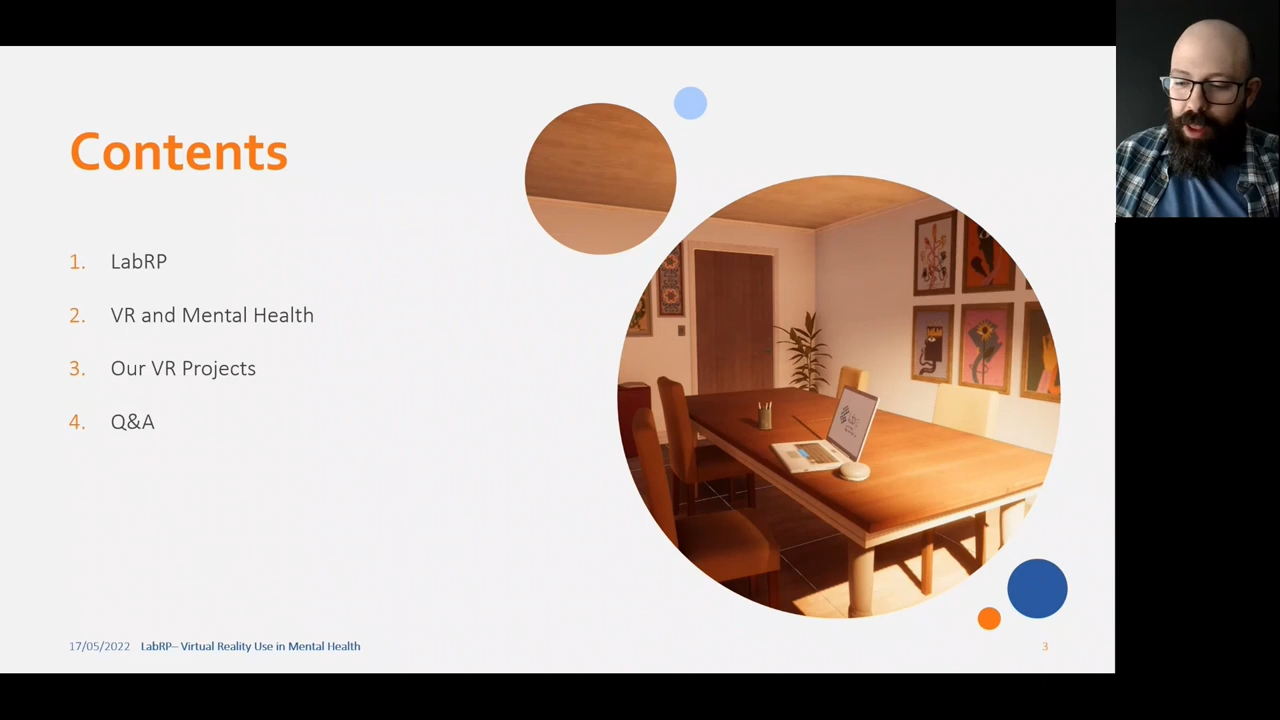 Contents
1. LabRP
2. VR and Mental Health
3. Our VR Projects
4. Q&A
17/05/2022 LabRP– Virtual Reality Use in Mental Health
3